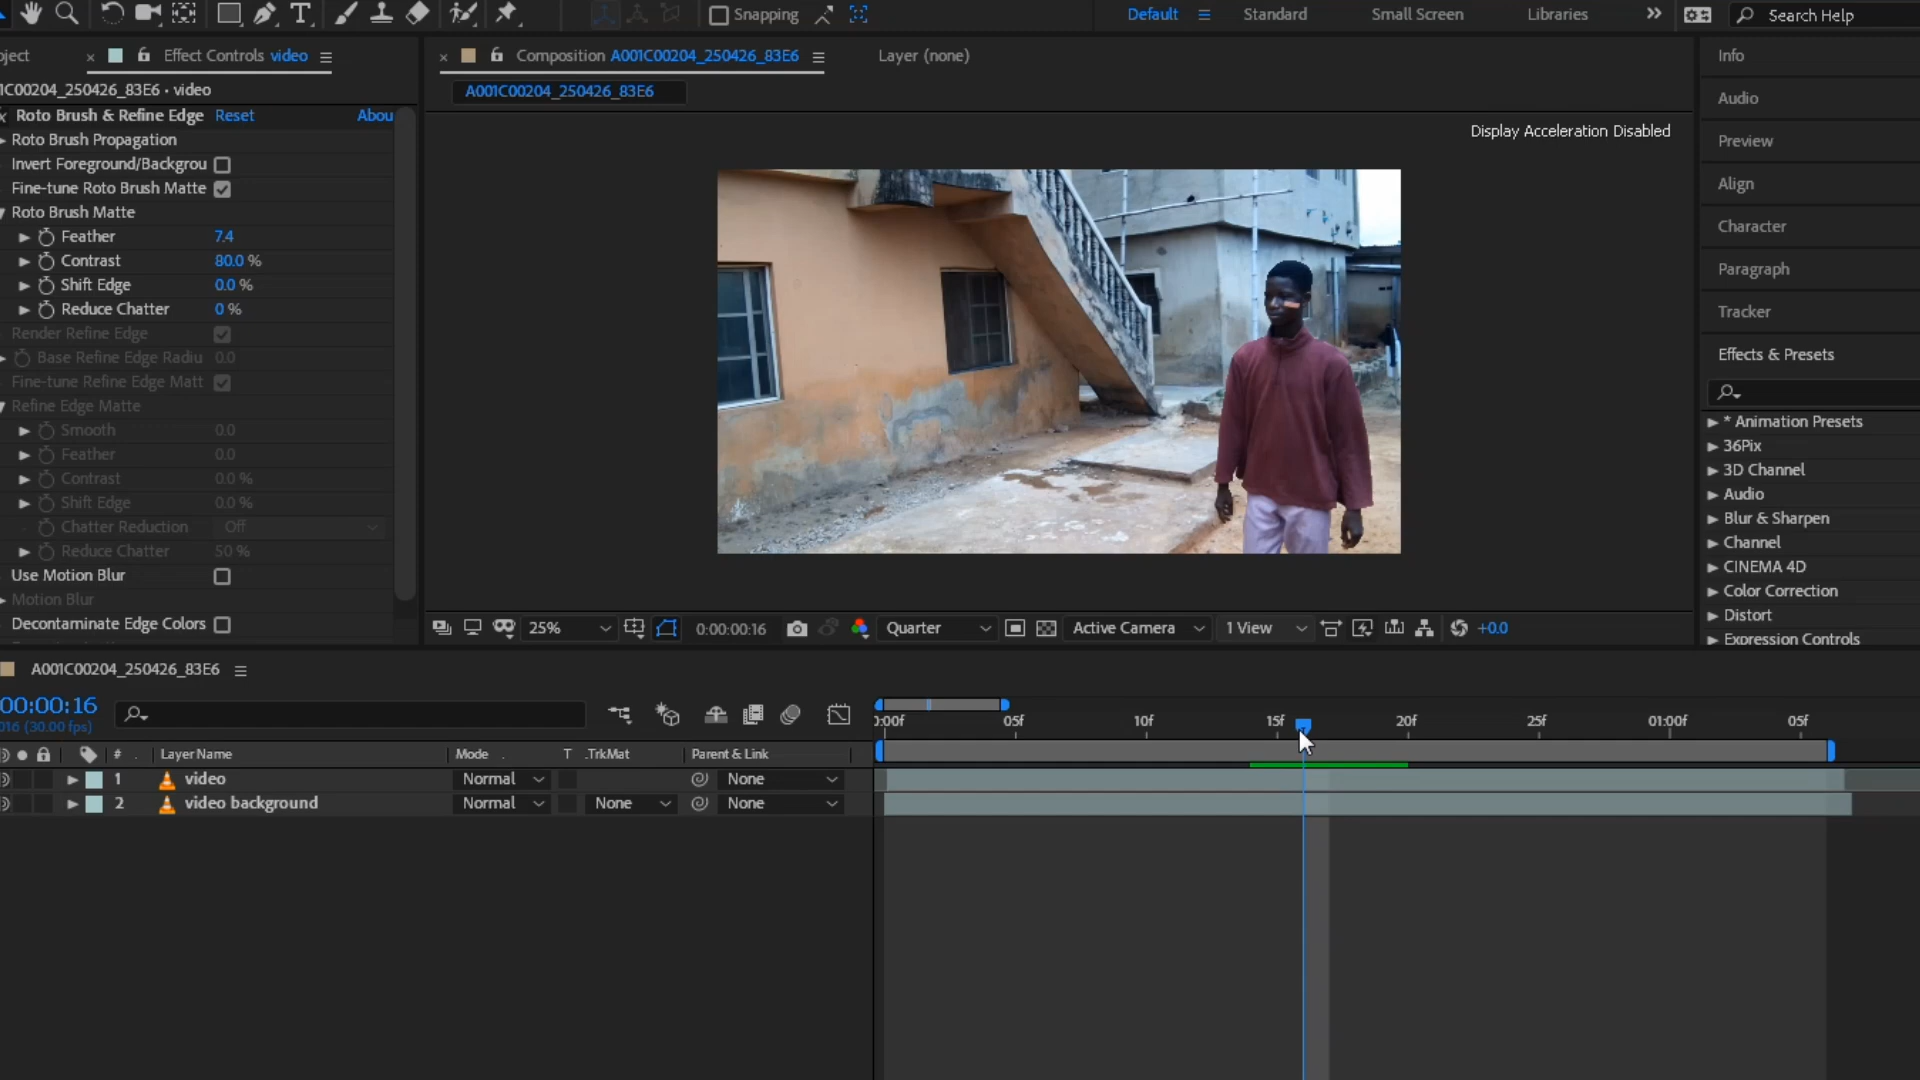 Snapping
Default
Standard
Small Screen
Libraries
Search Help
oject
Effect Controls video
Composition A001C00204_250426_83E6
Layer (none)
Info
1C00204_250426_83E6 • video
A001C00204_250426_83E6
Audio
Roto Brush & Refine Edge Reset Abou
Display Acceleration Disabled
Roto Brush Propagation
Preview
Invert Foreground/Backgrou
Fine-tune Roto Brush Matte
Align
Roto Brush Matte
Character
Feather 7.4
Contrast 80.0 %
Paragraph
Shift Edge 0.0 %
Reduce Chatter 0 %
Tracker
Render Refine Edge
Base Refine Edge Radiu 0.0
Effects & Presets
Fine-tune Refine Edge Matt
Refine Edge Matte
* Animation Presets
Smooth 0.0
36Pix
Feather 0.0
3D Channel
Contrast 0.0 %
Audio
Shift Edge 0.0 %
Blur & Sharpen
Chatter Reduction Off
Channel
Reduce Chatter 50 %
CINEMA 4D
Use Motion Blur
Color Correction
Motion Blur
Distort
Decontaminate Edge Colors
Expression Controls
25%
0:00:00:16
Quarter
Active Camera
1 View
+0.0
A001C00204_250426_83E6
00:00:16
016 (30.00 fps)
0:00f 05f 10f 15f 20f 25f 01:00f 05f
# Layer Name Mode T .TrkMat Parent & Link
1 video Normal None
2 video background Normal None None